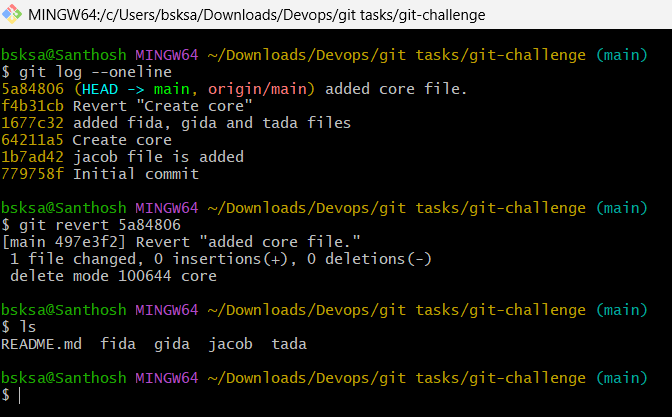 MINGW64:/c/Users/bsksa/Downloads/Devops/git tasks/git-challenge
bsksa@Santhosh MINGW64 ~/Downloads/Devops/git tasks/git-challenge (main)
$ git log --oneline
5a84806 (HEAD -> main, origin/main) added core file.
f4b31cb Revert "Create core"
1677c32 added fida, gida and tada files
64211a5 Create core
1b7ad42 jacob file is added
779758f Initial commit
bsksa@Santhosh MINGW64 ~/Downloads/Devops/git tasks/git-challenge (main)
$ git revert 5a84806
[main 497e3f2] Revert "added core file."
 1 file changed, 0 insertions(+), 0 deletions(-)
 delete mode 100644 core
bsksa@Santhosh MINGW64 ~/Downloads/Devops/git tasks/git-challenge (main)
$ ls
README.md  fida  gida  jacob  tada
bsksa@Santhosh MINGW64 ~/Downloads/Devops/git tasks/git-challenge (main)
$